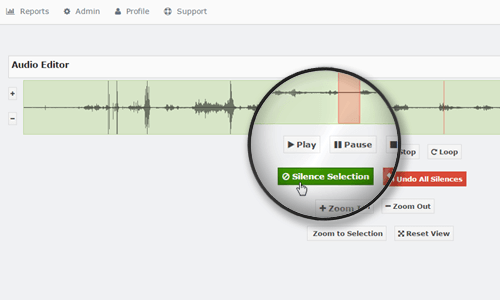 Reports Admin Profile Support
Audio Editor
+
Play Pause Stop Loop
−
Silence Selection Undo All Silences
+ Zoom − Zoom Out
Zoom to Selection Reset View